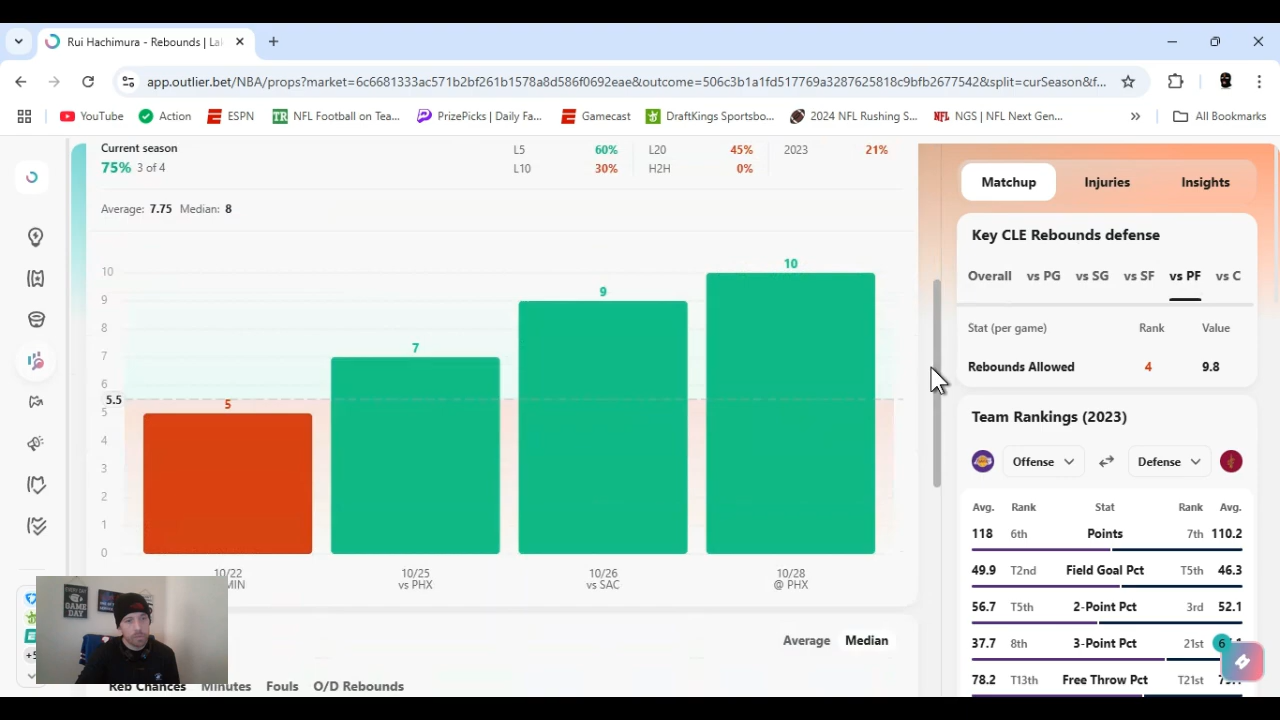 Rui Hachimura - Rebounds | La
app.outlier.bet/NBA/props?market=6c6681333ac571b2bf261b1578a8d586f0692eae&outcome=506c3b1a1fd517769a3287625818c9bfb2677542&split=curSeason&f...
YouTube Action ESPN NFL Football on Tea... PrizePicks | Daily Fa... Gamecast DraftKings Sportsbo... 2024 NFL Rushing S... NFL NGS | NFL Next Gen... » All Bookmarks
Current season
75% 3 of 4
L5 60% L20 45% 2023 21%
L10 30% H2H 0%
Average: 7.75 Median: 8
10
9
8
7
6
5.5
5
4
3
2
1
0
5
7
9
10
10/22
MIN
10/25
vs PHX
10/26
vs SAC
10/28
@ PHX
Average Median
Reb Chances Minutes Fouls O/D Rebounds
Matchup Injuries Insights
Key CLE Rebounds defense
Overall vs PG vs SG vs SF vs PF vs C
Stat (per game) Rank Value
Rebounds Allowed 4 9.8
Team Rankings (2023)
Offense Defense
Avg. Rank Stat Rank Avg.
118 6th Points 7th 110.2
49.9 T2nd Field Goal Pct T5th 46.3
56.7 T5th 2-Point Pct 3rd 52.1
37.7 8th 3-Point Pct 21st
78.2 T13th Free Throw Pct T21st
GAME DAY